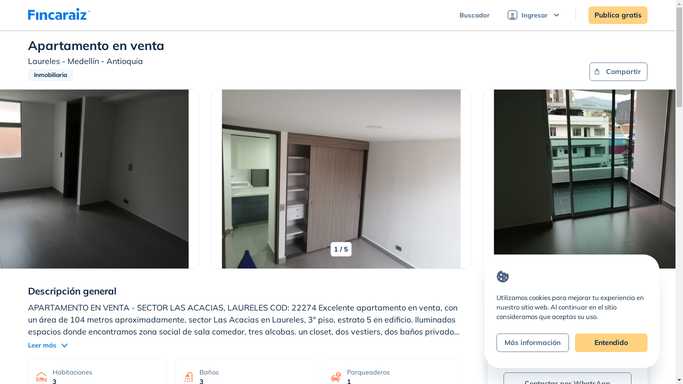 Fincaraiz
Buscador
Ingresar
Publica gratis
Apartamento en venta
Laureles - Medellín - Antioquia
Inmobiliaria
Compartir
1 / 5
Descripción general
APARTAMENTO EN VENTA - SECTOR LAS ACACIAS, LAURELES COD: 22274 Excelente apartamento en venta, con
un área de 104 metros aproximadamente, sector Las Acacias en Laureles, 3° piso, estrato 5 en edificio. Iluminados
espacios donde encontramos zona social de sala comedor, tres alcobas, un closet, dos vestiers, dos baños privado...
Leer más
Habitaciones
3
Baños
3
Parqueaderos
1
Utilizamos cookies para mejorar tu experiencia en
nuestro sitio web. Al continuar en el sitio
consideramos que aceptas su uso.
Más información
Entendido
Contactar por WhatsApp